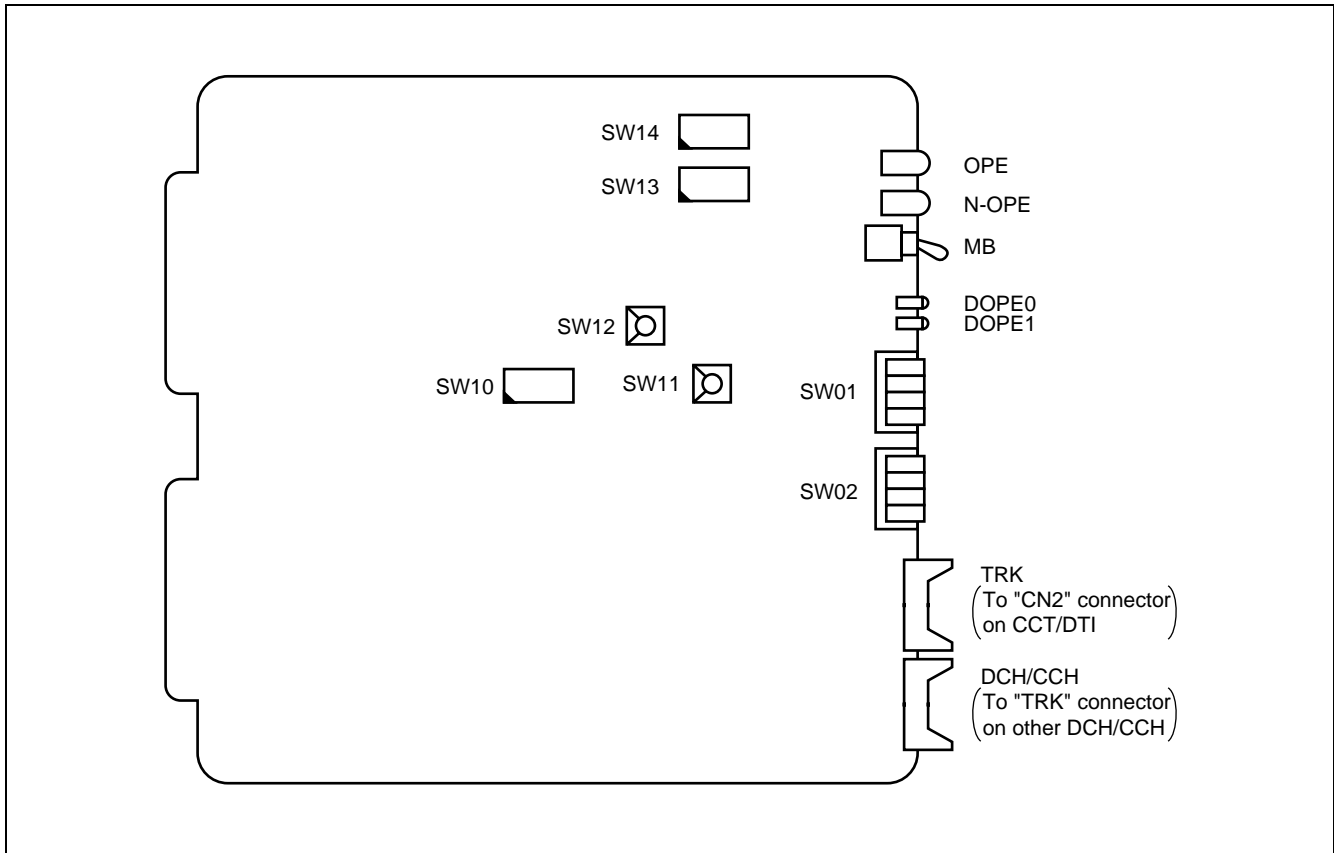 SW14
OPE
SW13
N-OPE
MB
DOPE0
DOPE1
SW12
SW10
SW11
SW01
SW02
TRK
To "CN2" connector
on CCT/DTI
DCH/CCH
To "TRK" connector
on other DCH/CCH